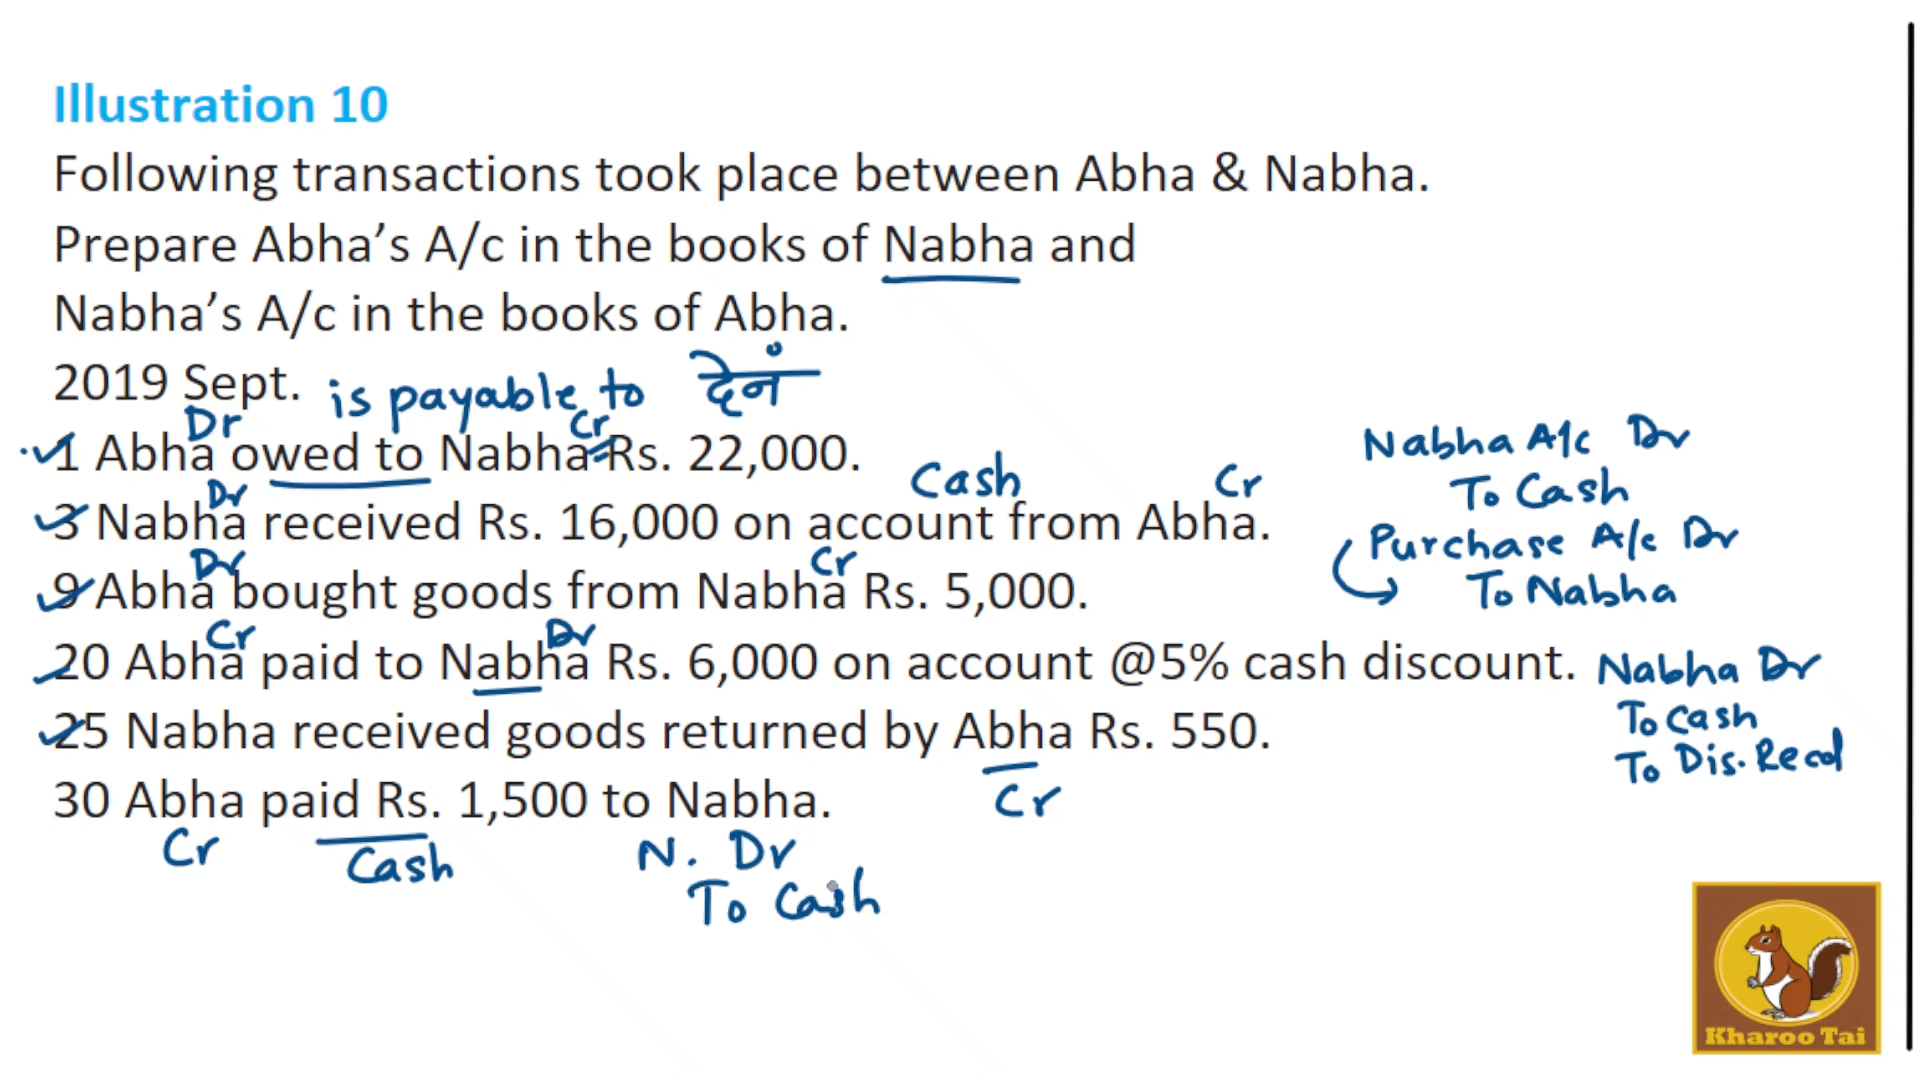 Illustration 10
Following transactions took place between Abha & Nabha.
Prepare Abha’s A/c in the books of Nabha and
Nabha’s A/c in the books of Abha.
2019 Sept. is payable to देणं
Dr Cr
1 Abha owed to Nabha Rs. 22,000.
Dr Cash Cr
3 Nabha received Rs. 16,000 on account from Abha.
Dr Cr
9 Abha bought goods from Nabha Rs. 5,000.
Cr Dr
20 Abha paid to Nabha Rs. 6,000 on account @5% cash discount.
25 Nabha received goods returned by Abha Rs. 550.
Cr
30 Abha paid Rs. 1,500 to Nabha.
Cr Cash N. Dr
To Cash
Nabha A/c Dr
To Cash
Purchase A/c Dr
To Nabha
Nabha Dr
To Cash
To Dis. Recd
Kharoo Tai